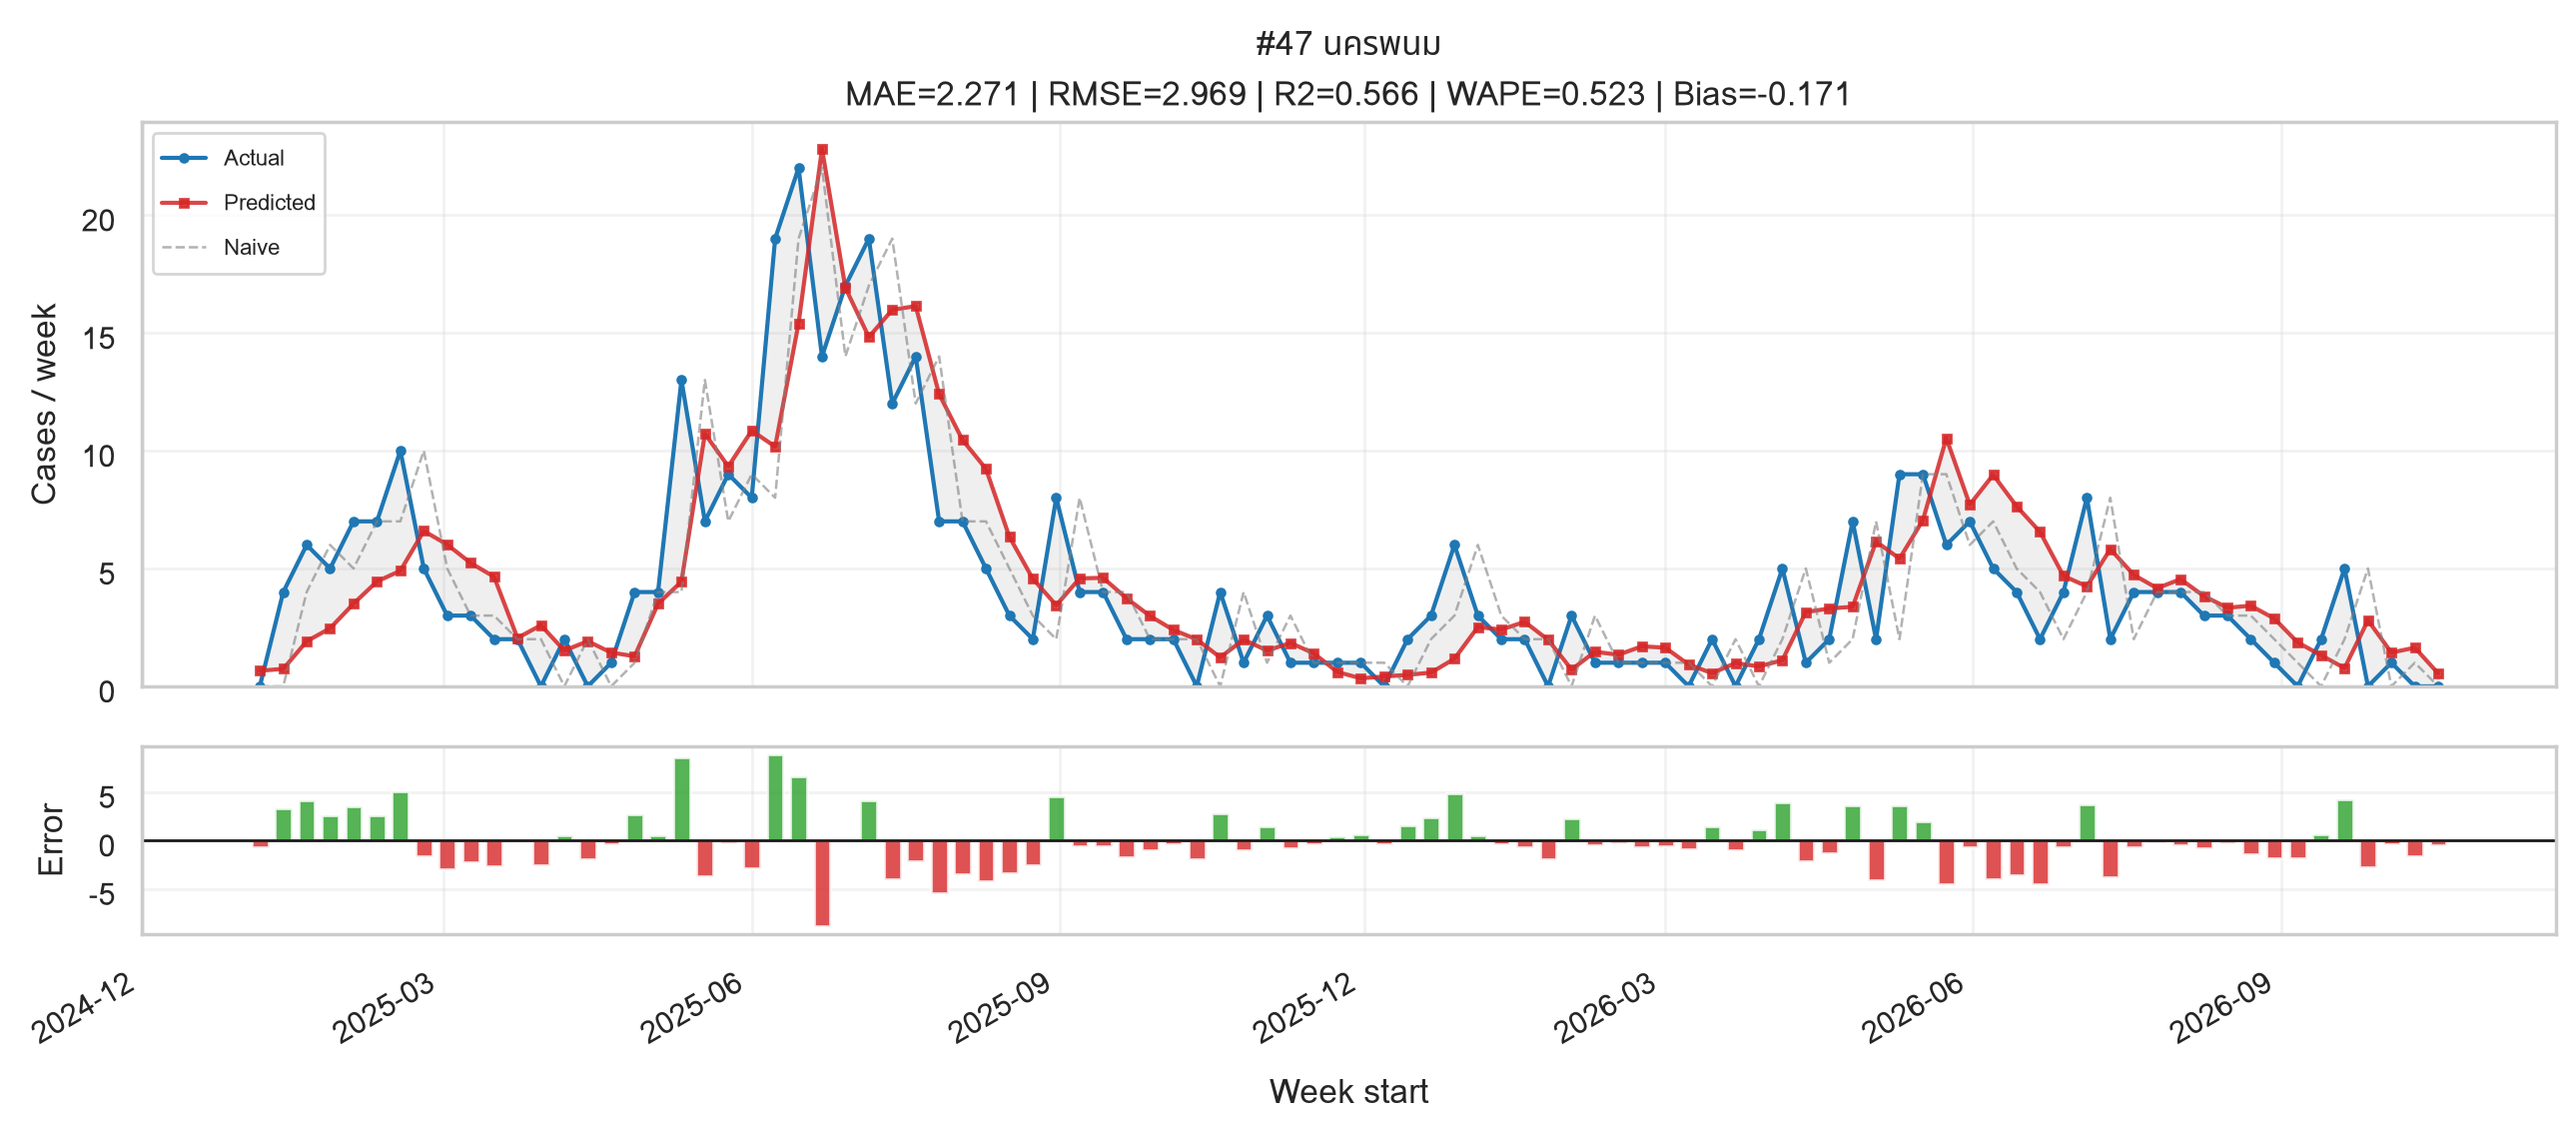 #47 นครพนม
MAE=2.271 | RMSE=2.969 | R2=0.566 | WAPE=0.523 | Bias=-0.171
Actual
Predicted
Naive
Cases / week
20
15
10
5
0
Error
5
0
-5
2024-12
2025-03
2025-06
2025-09
2025-12
2026-03
2026-06
2026-09
Week start